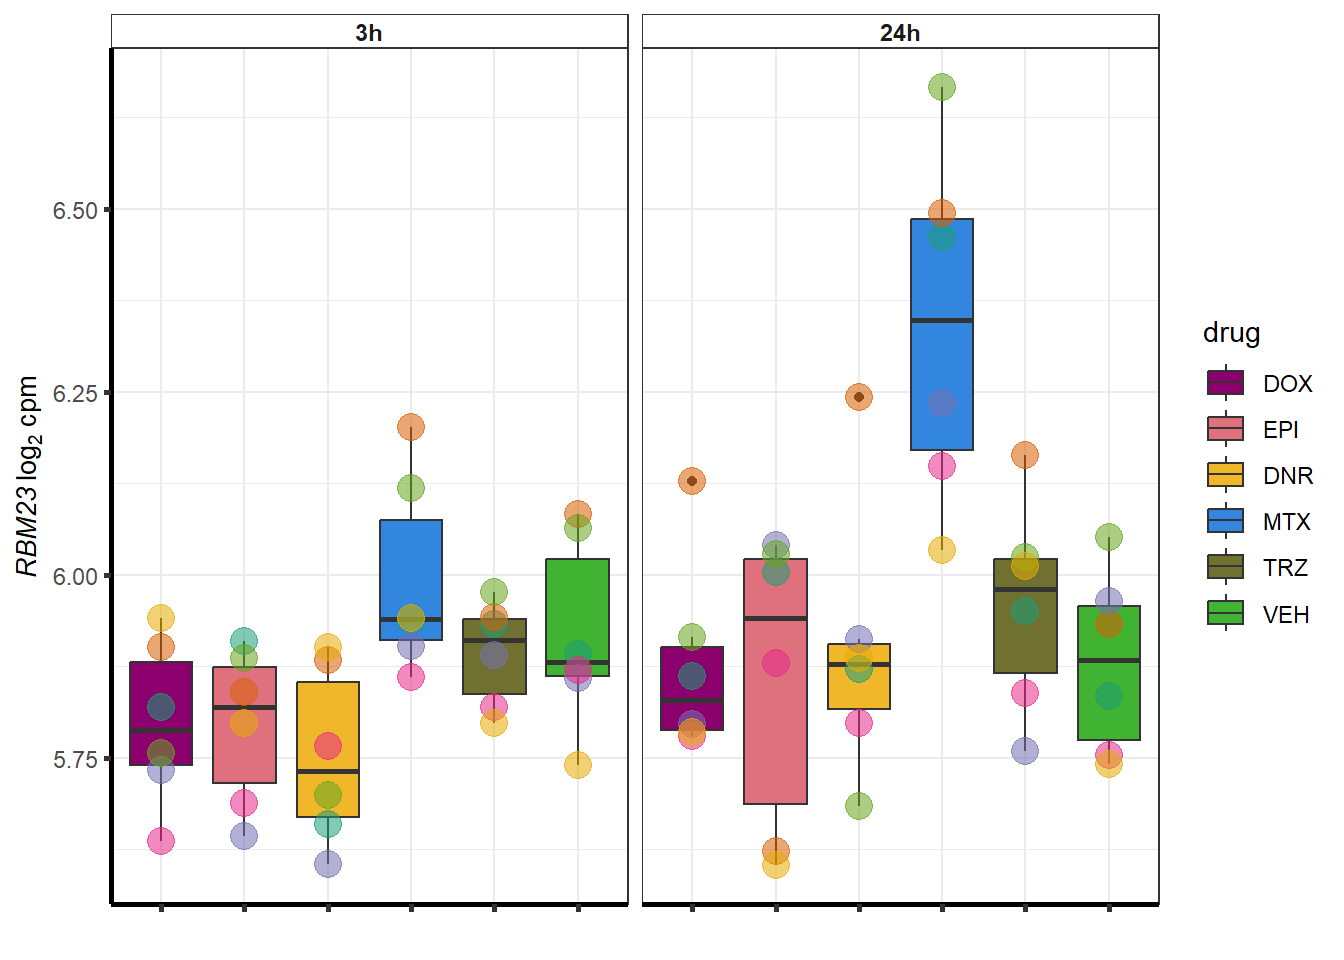 3h
24h
6.50
6.25
6.00
5.75
RBM23 log₂ cpm
drug
DOX
EPI
DNR
MTX
TRZ
VEH